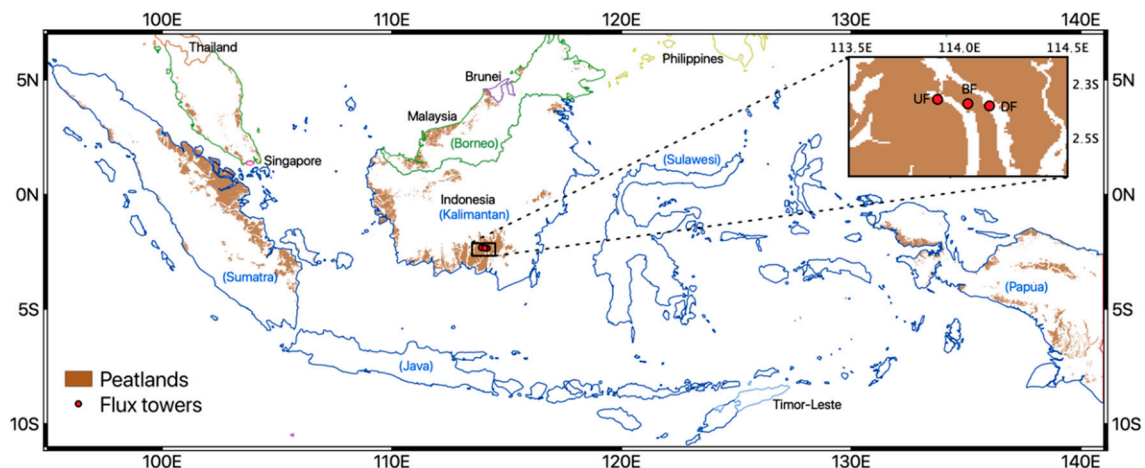 100E 110E 120E 130E 140E
Thailand
113.5E 114.0E 114.5E
Philippines
5N 5N
Brunei
2.3S
BF
UF DF
Malaysia
2.5S
(Borneo)
Singapore
(Sulawesi)
0N 0N
Indonesia
(Kalimantan)
(Sumatra)
(Papua)
5S 5S
(Java)
Peatlands
Flux towers
Timor-Leste
10S 10S
100E 110E 120E 130E 140E